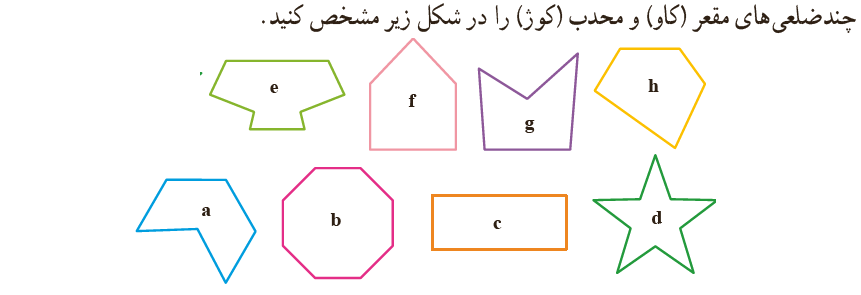 چندضلعی‌های مقعر (کاو) و محدب (کوژ) را در شکل زیر مشخص کنید.
e f g h
a b c d